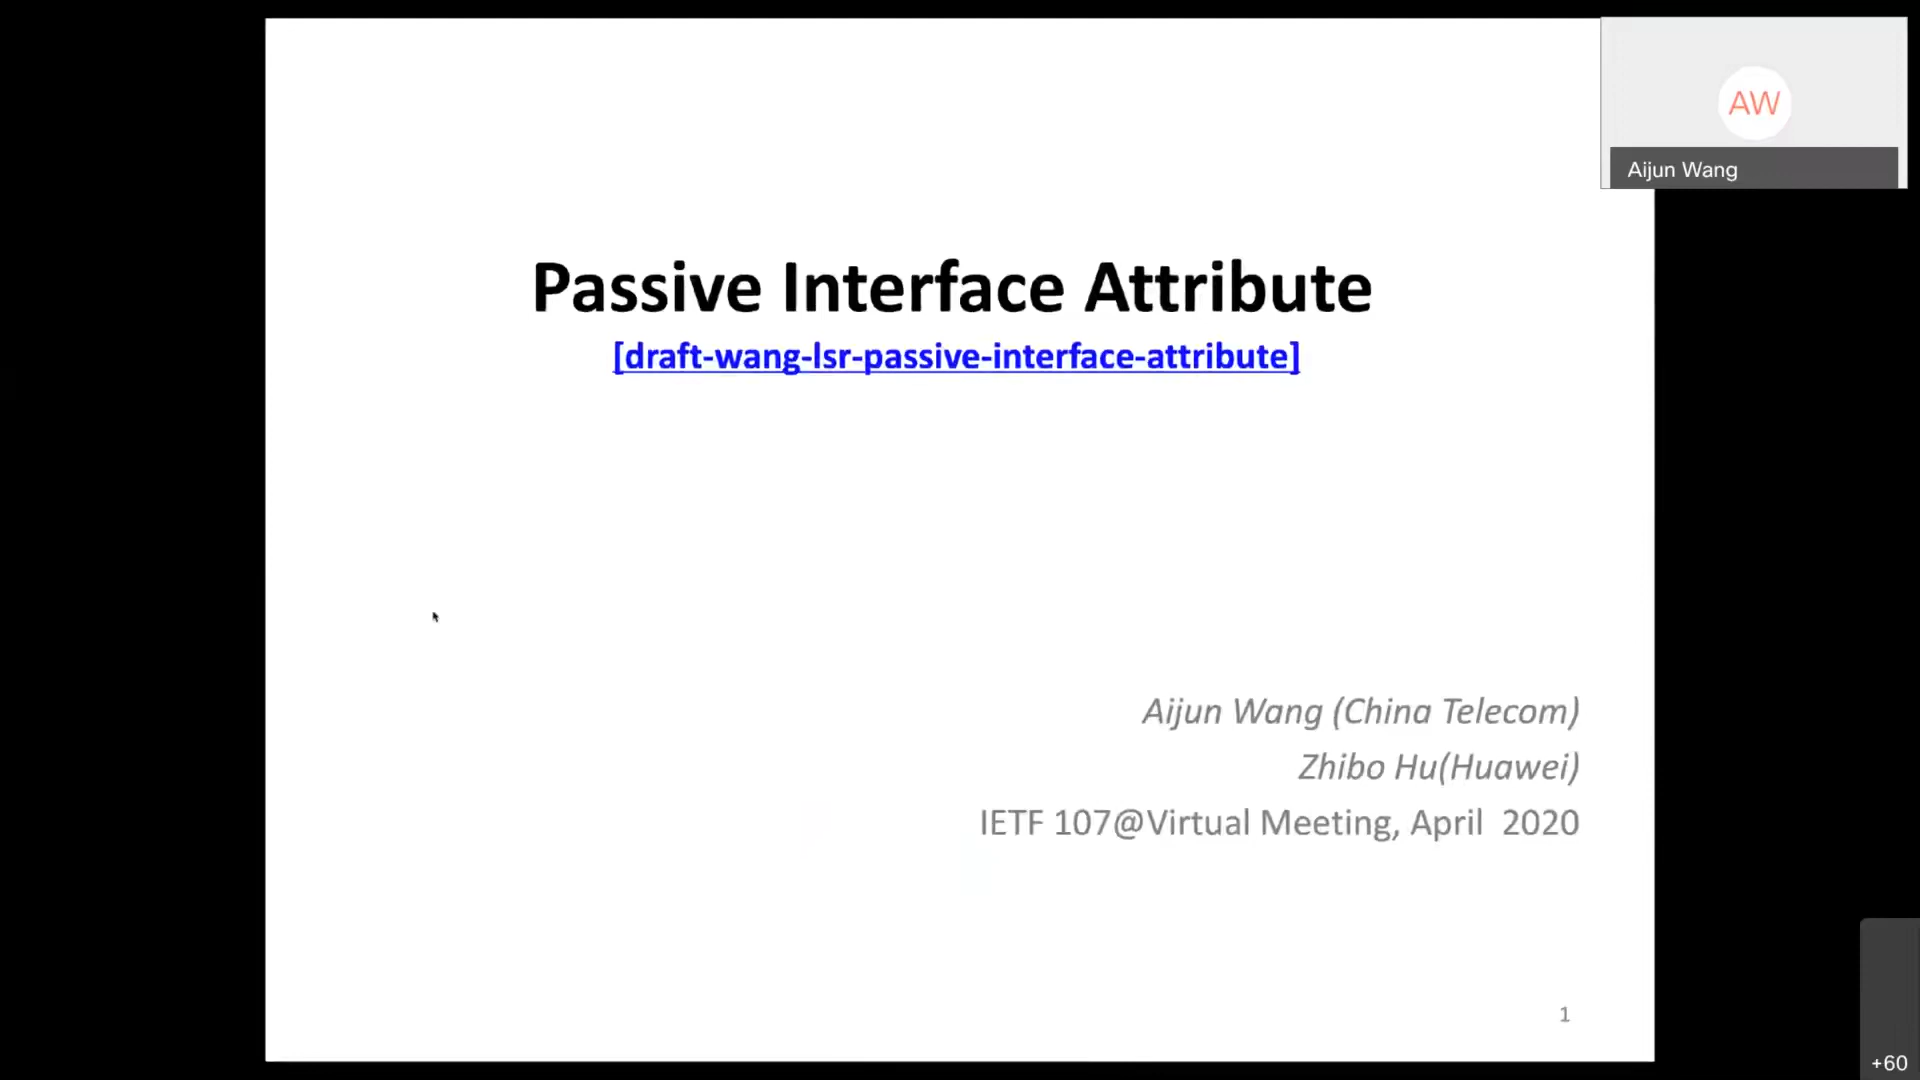 AW
Aijun Wang
Passive Interface Attribute
[draft-wang-lsr-passive-interface-attribute]
Aijun Wang (China Telecom)
Zhibo Hu(Huawei)
IETF 107@Virtual Meeting, April  2020
1
+60